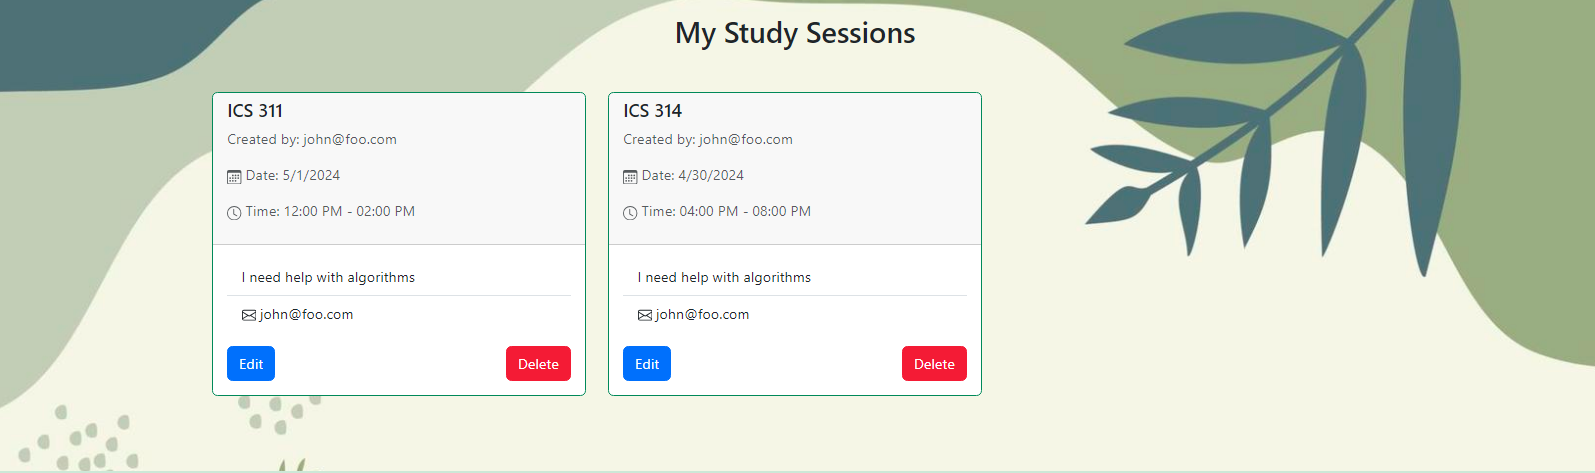 My Study Sessions
ICS 311
Created by: john@foo.com
Date: 5/1/2024
Time: 12:00 PM - 02:00 PM
I need help with algorithms
john@foo.com
Edit
Delete
ICS 314
Created by: john@foo.com
Date: 4/30/2024
Time: 04:00 PM - 08:00 PM
I need help with algorithms
john@foo.com
Edit
Delete